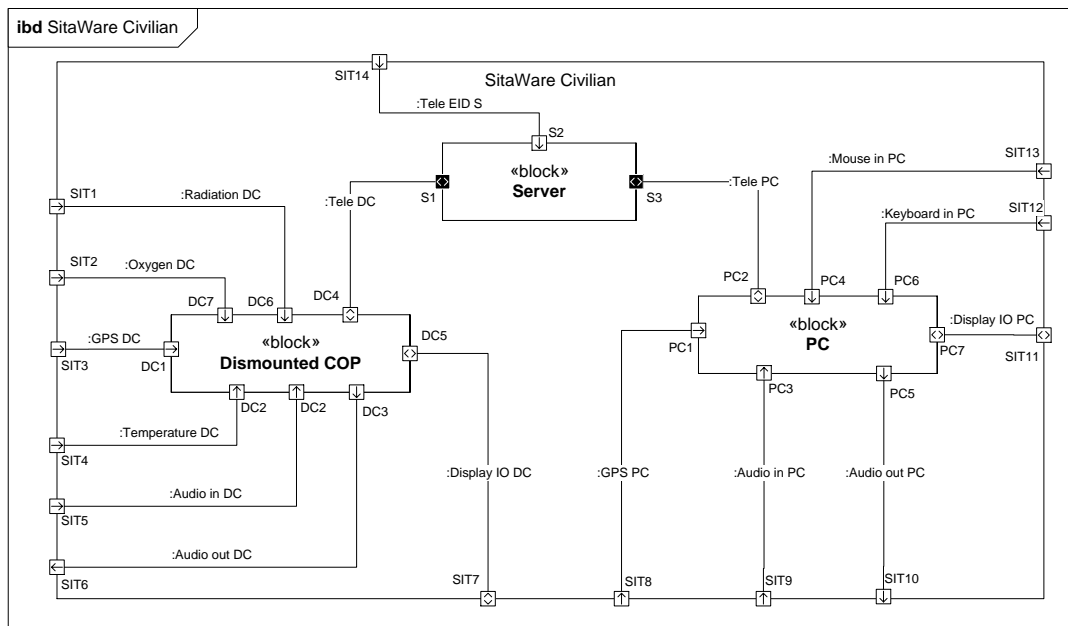 ibd SitaWare Civilian
SIT14
SitaWare Civilian
:Tele EID S
S2
SIT13
«block»
Server
:Mouse in PC
:Tele PC
S1
S3
SIT1
:Radiation DC
:Tele DC
SIT12
:Keyboard in PC
SIT2
:Oxygen DC
PC2
PC4
PC6
DC7
DC6
DC4
:GPS DC
«block»
Dismounted COP
DC5
«block»
PC
:Display IO PC
SIT3
DC1
PC1
PC7
SIT11
DC2
DC2
DC3
PC3
PC5
:Temperature DC
SIT4
:Display IO DC
:GPS PC
:Audio in PC
:Audio out PC
:Audio in DC
SIT5
:Audio out DC
SIT6
SIT7
SIT8
SIT9
SIT10